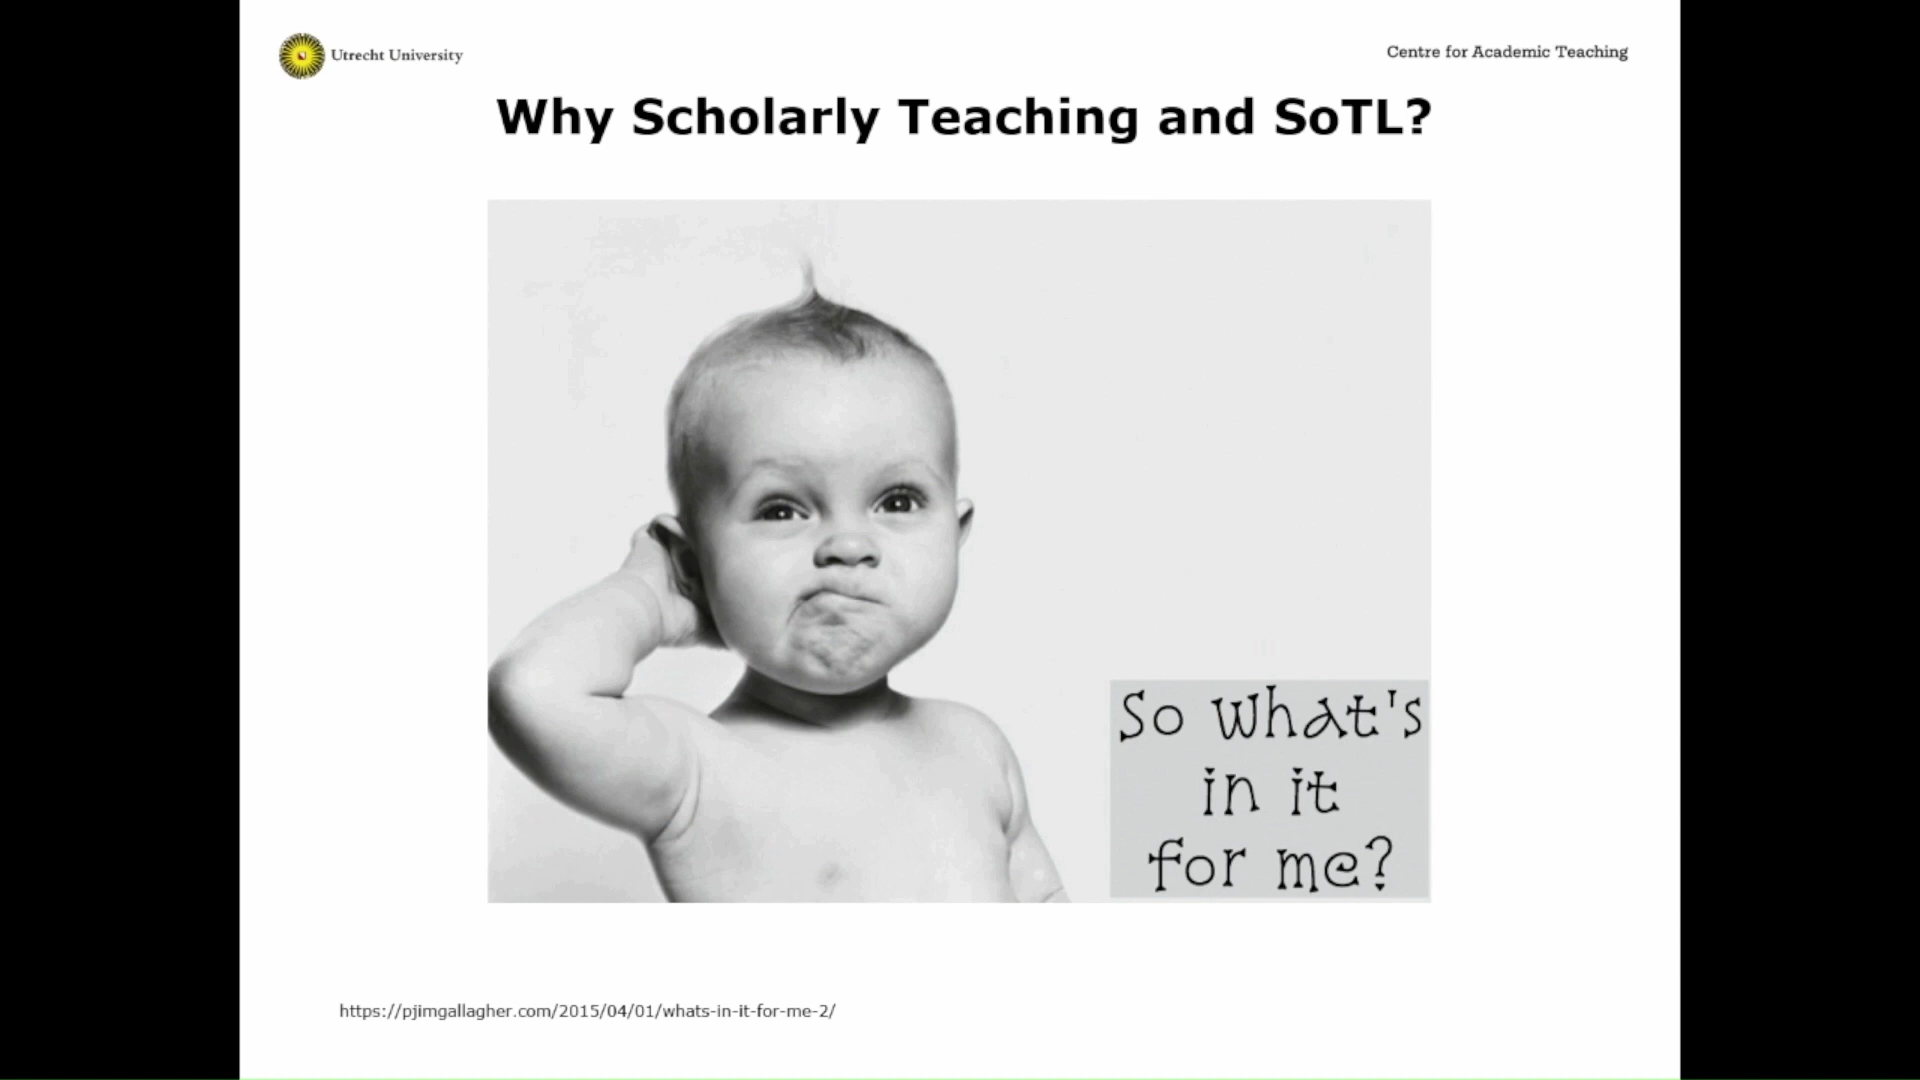 Utrecht University
Centre for Academic Teaching
Why Scholarly Teaching and SoTL?
So what's
in it
for me?
https://pjimgallagher.com/2015/04/01/whats-in-it-for-me-2/